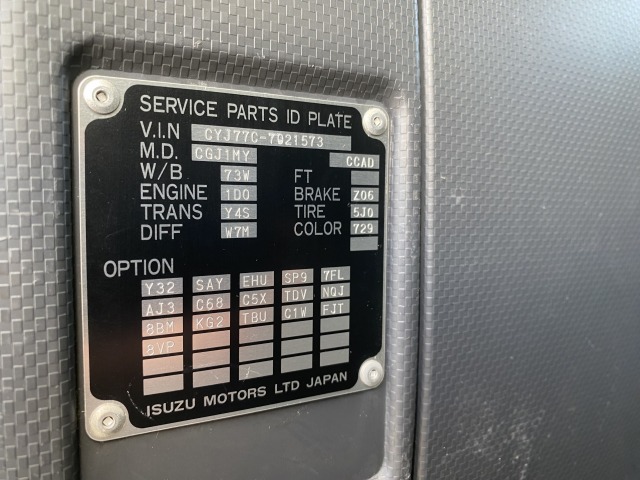 SERVICE PARTS ID PLATE
V.I.N CYJ77C-7021573
M.D. CGJ1MY CCAD
W/B 73W FT
ENGINE 1D0 BRAKE Z06
TRANS Y4S TIRE 5J0
DIFF W7M COLOR 729
OPTION
Y32 SAY EHU SP9 7FL
AJ3 C68 C5X TDV NQJ
8BM KG2 TBU C1W FJT
8VP
ISUZU MOTORS LTD JAPAN